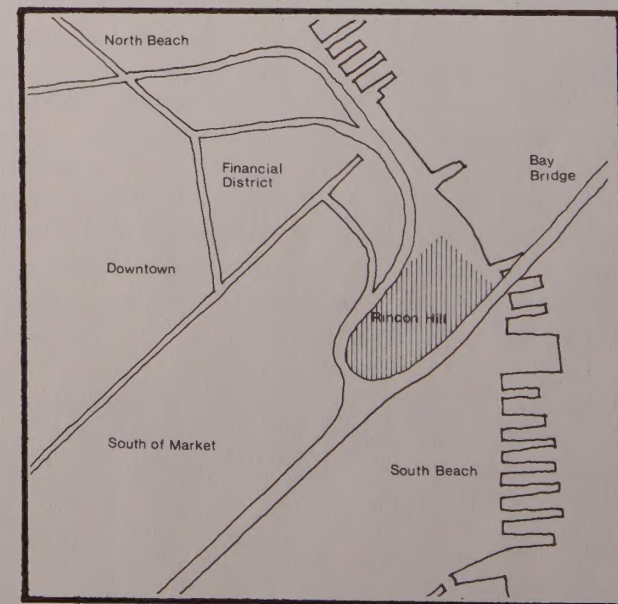 North Beach
Financial
District
Bay
Bridge
Downtown
Rincon Hill
South of Market
South Beach